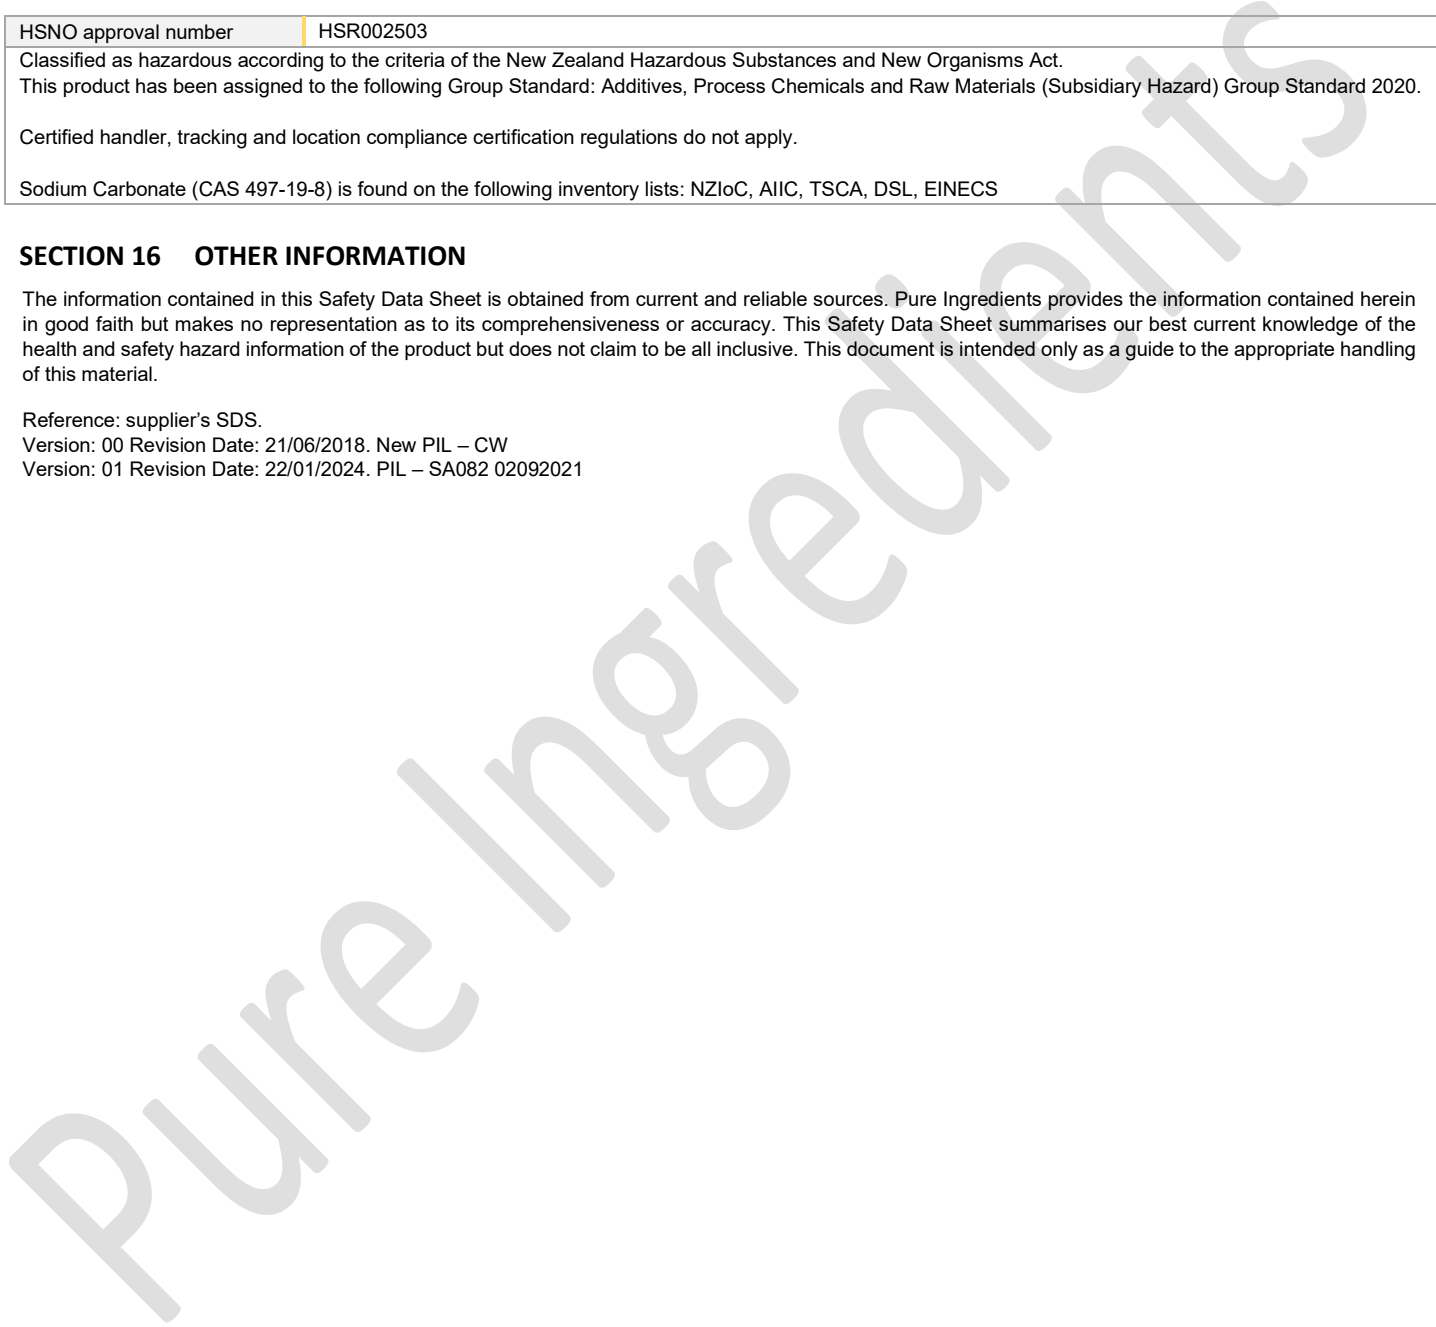 HSNO approval number HSR002503
Classified as hazardous according to the criteria of the New Zealand Hazardous Substances and New Organisms Act.
This product has been assigned to the following Group Standard: Additives, Process Chemicals and Raw Materials (Subsidiary Hazard) Group Standard 2020.
Certified handler, tracking and location compliance certification regulations do not apply.
Sodium Carbonate (CAS 497-19-8) is found on the following inventory lists: NZIoC, AIIC, TSCA, DSL, EINECS
SECTION 16 OTHER INFORMATION
The information contained in this Safety Data Sheet is obtained from current and reliable sources. Pure Ingredients provides the information contained herein
in good faith but makes no representation as to its comprehensiveness or accuracy. This Safety Data Sheet summarises our best current knowledge of the
health and safety hazard information of the product but does not claim to be all inclusive. This document is intended only as a guide to the appropriate handling
of this material.
Reference: supplier’s SDS.
Version: 00 Revision Date: 21/06/2018. New PIL – CW
Version: 01 Revision Date: 22/01/2024. PIL – SA082 02092021
Pure Ingredients